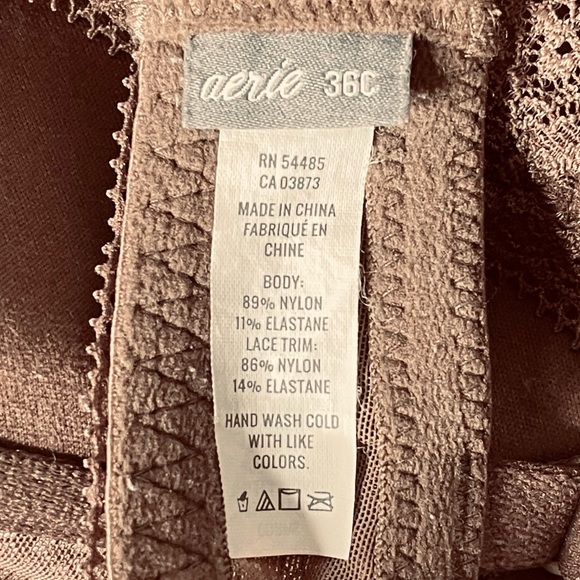 aerie 36C
RN 54485
CA 03873
MADE IN CHINA
FABRIQUÉ EN
CHINE
BODY:
89% NYLON
11% ELASTANE
LACE TRIM:
86% NYLON
14% ELASTANE
HAND WASH COLD
WITH LIKE
COLORS.